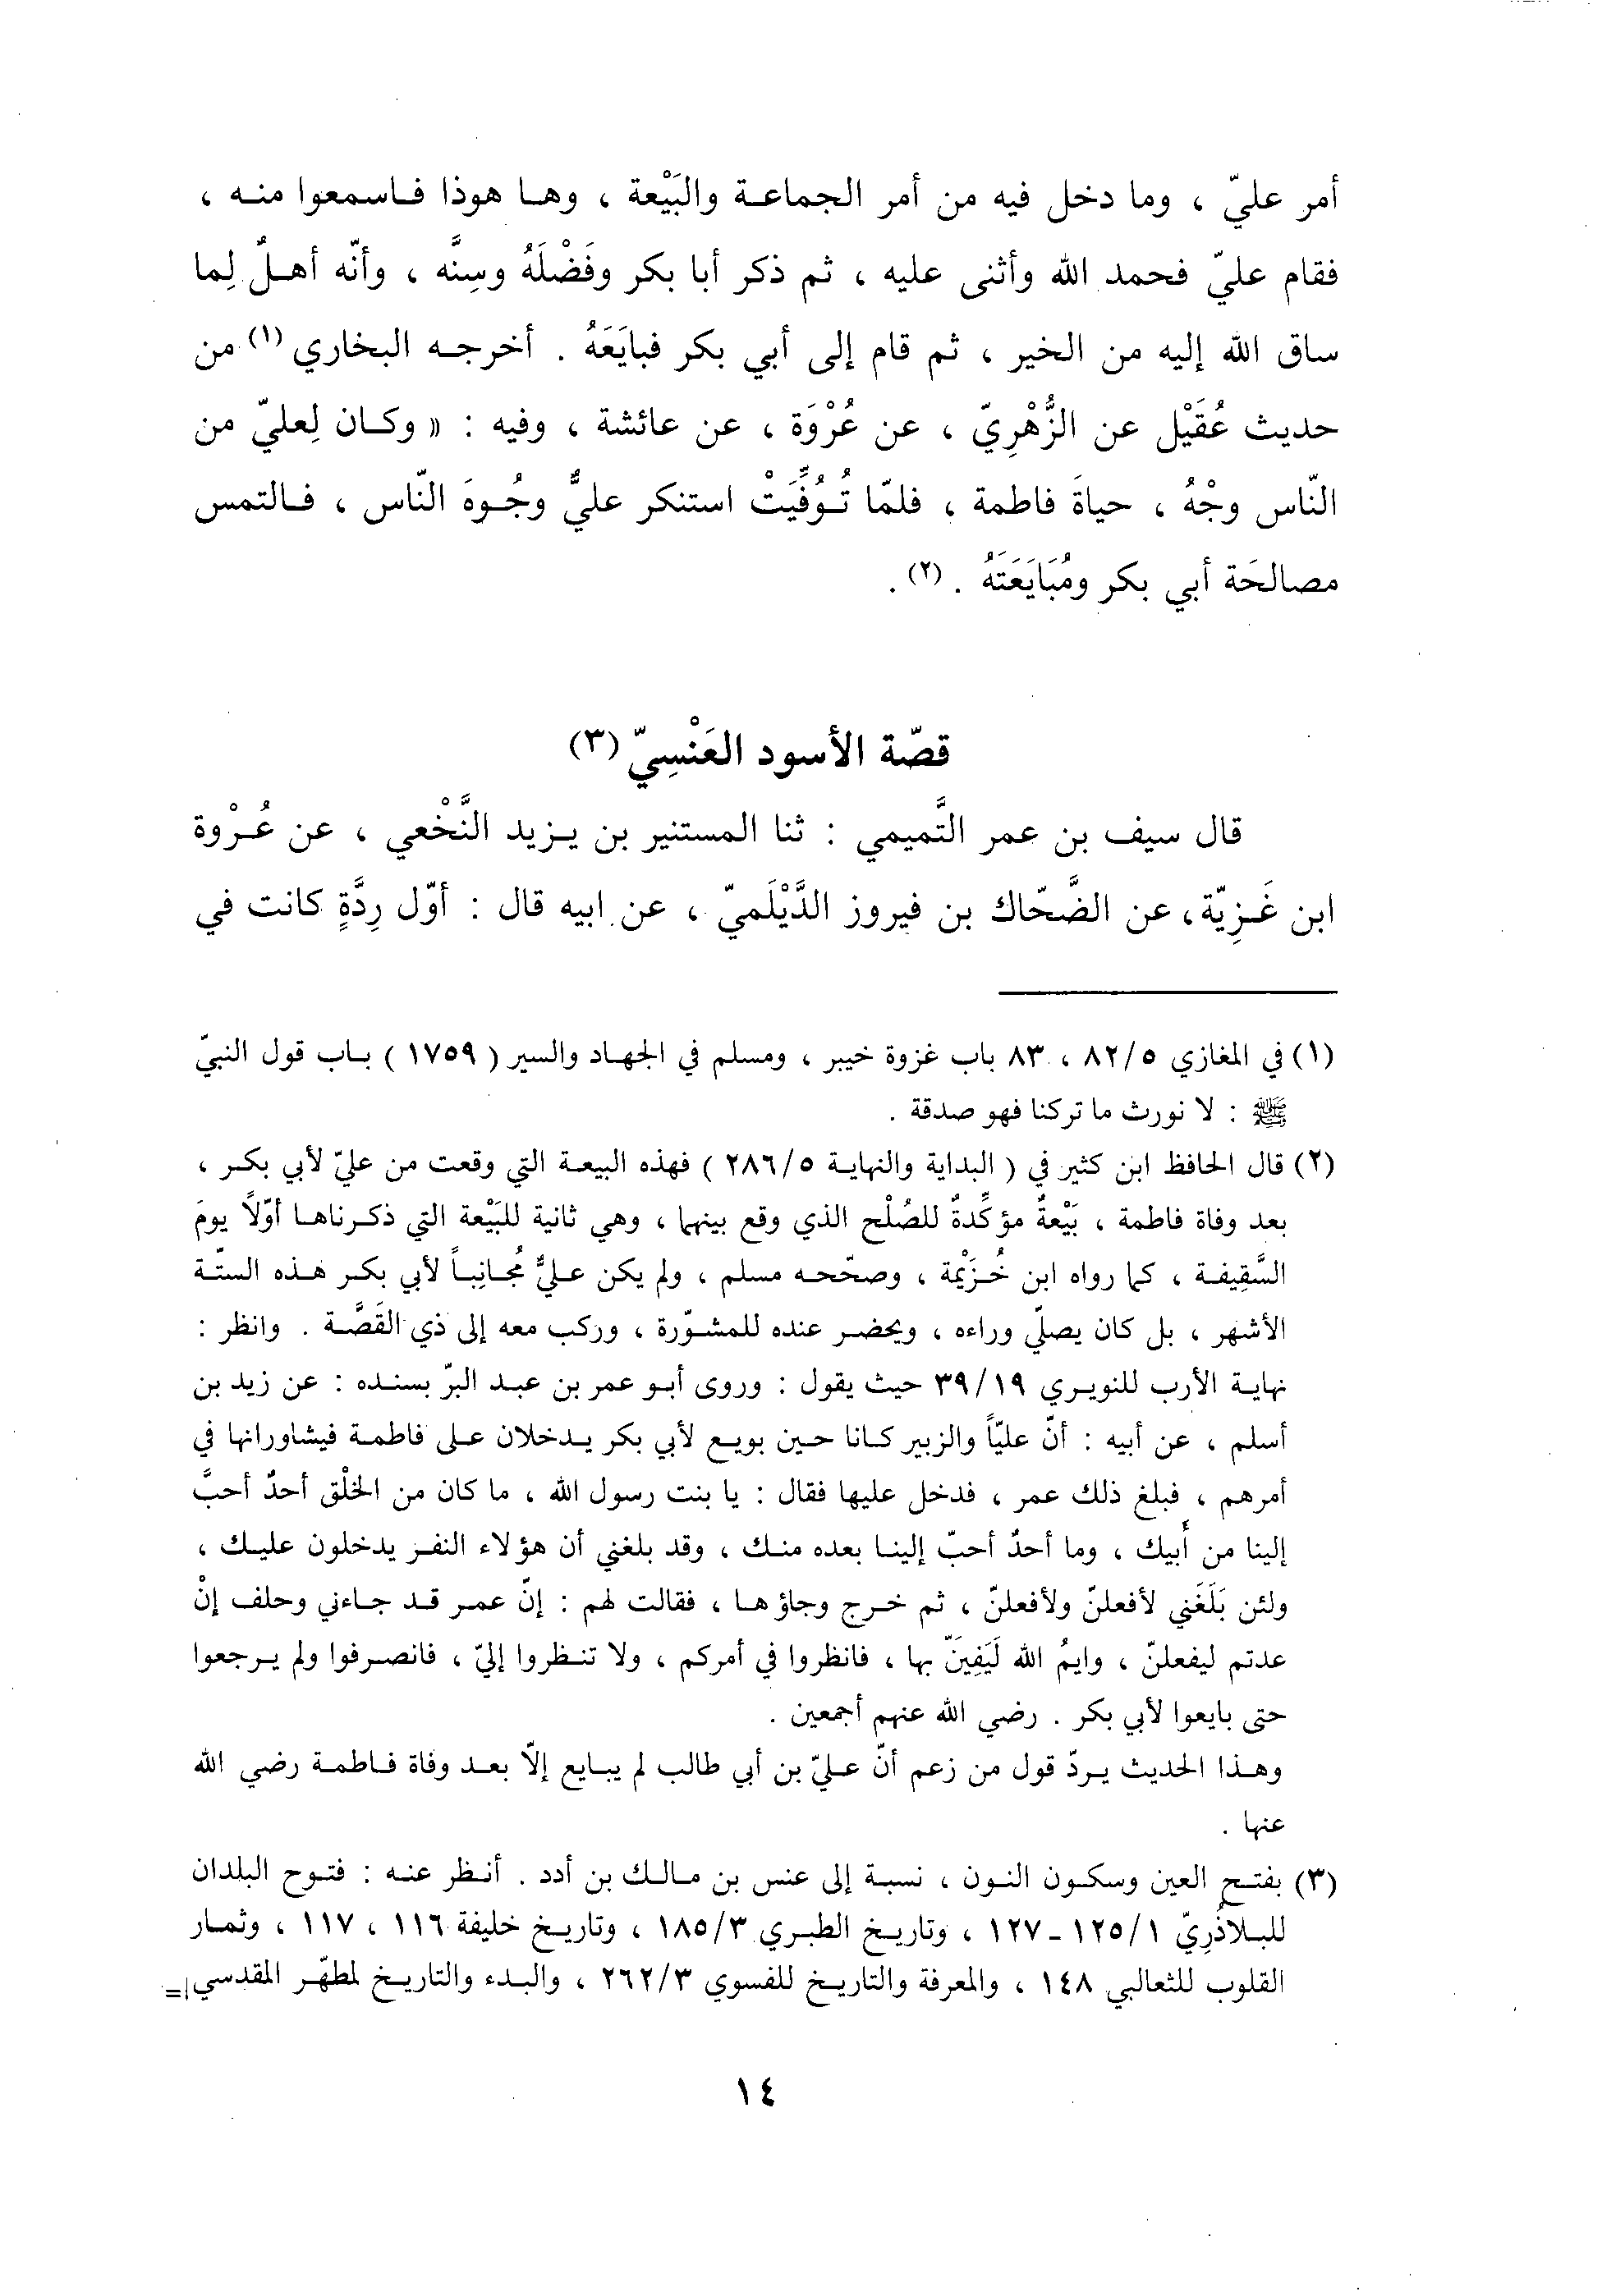 أمر عليّ ، وما دخل فيه من أمر الجماعة والبَيْعة ، وها هوذا فاسمعوا منه ،
فقام عليّ فحمد الله وأثنى عليه ، ثم ذكر أبا بكر وفَضْلَهُ وسِنَّه ، وأنّه أهلٌ لِما
ساق الله إليه من الخير ، ثم قام إلى أبي بكر فبايَعَهُ . أخرجه البخاري (١) من
حديث عُقَيْل عن الزُّهْرِيّ ، عن عُرْوَة ، عن عائشة ، وفيه : « وكان لِعليّ من
النّاس وجْهُ ، حياةَ فاطمة ، فلمّا تُوُفِّيَتْ استنكر عليٌّ وجُوهَ النّاس ، فالتمس
مصالحَة أبي بكر ومُبَايَعَتَهُ . (٢) .
قصّة الأسود العَنْسِيّ (٣)
قال سيف بن عمر التَّميمي : ثنا المستنير بن يزيد النَّخْعي ، عن عُرْوة
ابن غَزِيّة، عن الضَّحّاك بن فيروز الدَّيْلَميّ ، عن ابيه قال : أوّل رِدَّةٍ كانت في
(١) في المغازي ٨٢/٥ ، ٨٣ باب غزوة خيبر ، ومسلم في الجهاد والسير ( ١٧٥٩ ) باب قول النبيّ
ﷺ : لا نورث ما تركنا فهو صدقة .
(٢) قال الحافظ ابن كثير في ( البداية والنهاية ٢٨٦/٥ ) فهذه البيعة التي وقعت من عليّ لأبي بكر ،
بعد وفاة فاطمة ، بَيْعةٌ مؤكِّدةٌ للصُلْح الذي وقع بينهما ، وهي ثانية للبَيْعة التي ذكرناها أوّلاً يومَ
السَّقِيفة ، كما رواه ابن خُزَيْمة ، وصحّحه مسلم ، ولم يكن عليٌّ مُجانِباً لأبي بكر هذه الستّة
الأشهر ، بل كان يصلّي وراءه ، ويحضر عنده للمشوّرة ، وركب معه إلى ذي القَصَّة . وانظر :
نهاية الأرب للنويري ٣٩/١٩ حيث يقول : وروى أبو عمر بن عبد البرّ بسنده : عن زيد بن
أسلم ، عن أبيه : أنّ عليّاً والزبير كانا حين بويع لأبي بكر يدخلان على فاطمة فيشاورانها في
أمرهم ، فبلغ ذلك عمر ، فدخل عليها فقال : يا بنت رسول الله ، ما كان من الخلْق أحدٌ أحبَّ
إلينا من أبيك ، وما أحدٌ أحبّ إلينا بعده منك ، وقد بلغني أن هؤلاء النفر يدخلون عليك ،
ولئن بَلَغَني لأفعلنّ ولأفعلنّ ، ثم خرج وجاؤها ، فقالت لهم : إنّ عمر قد جاءني وحلف إنْ
عدتم ليفعلنّ ، وايمُ الله لَيَفِيَنّ بها ، فانظروا في أمركم ، ولا تنظروا إليّ ، فانصرفوا ولم يرجعوا
حتى بايعوا لأبي بكر . رضي الله عنهم أجمعين .
وهذا الحديث يردّ قول من زعم أنّ عليّ بن أبي طالب لم يبايع إلّا بعد وفاة فاطمة رضي الله
عنها .
(٣) بفتح العين وسكون النون ، نسبة إلى عنس بن مالك بن أدد . أنظر عنه : فتوح البلدان
للبلاذُرِيّ ١٢٥/١ ـ ١٢٧ ، وتاريخ الطبري ١٨٥/٣ ، وتاريخ خليفة ١١٦ ، ١١٧ ، وثمار
القلوب للثعالبي ١٤٨ ، والمعرفة والتاريخ للفسوي ٢٦٢/٣ ، والبدء والتاريخ لمطهّر المقدسي =
١٤